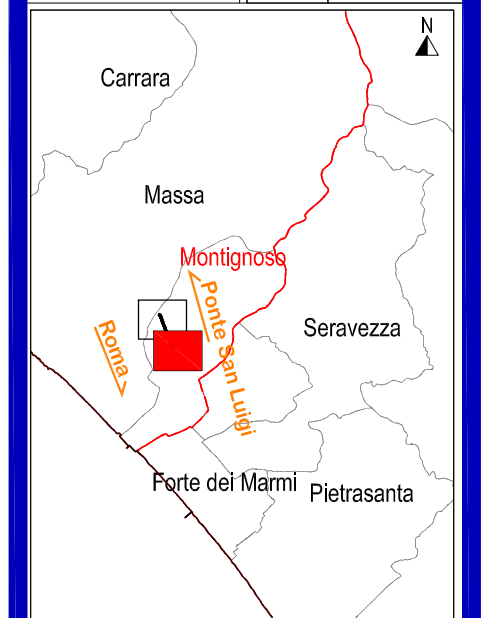 N
Carrara
Massa
Montignoso
Ponte San Luigi
Roma
Seravezza
Forte dei Marmi
Pietrasanta